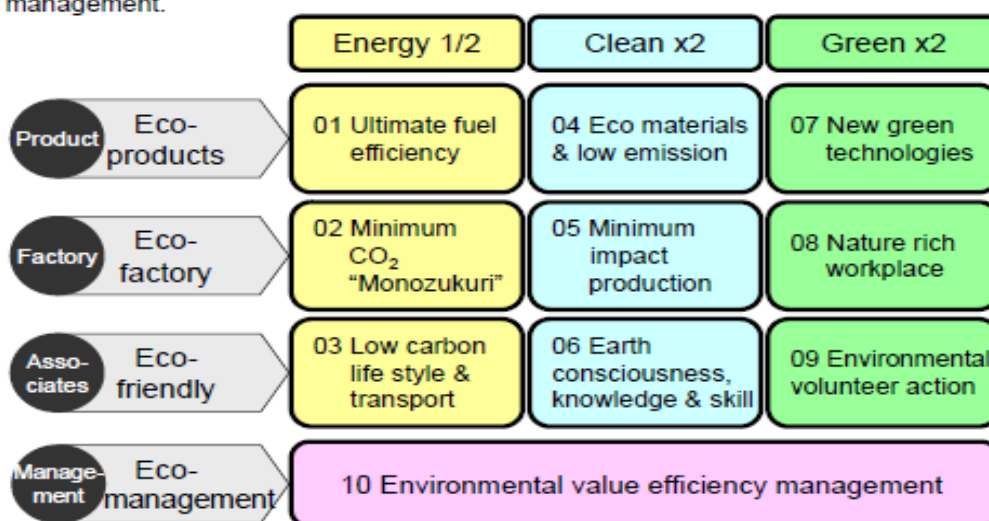 management.
Energy 1/2
Clean x2
Green x2
Product
Eco-
products
01 Ultimate fuel
efficiency
04 Eco materials
& low emission
07 New green
technologies
Factory
Eco-
factory
02 Minimum
CO₂
“Monozukuri”
05 Minimum
impact
production
08 Nature rich
workplace
Asso-
ciates
Eco-
friendly
03 Low carbon
life style &
transport
06 Earth
consciousness,
knowledge & skill
09 Environmental
volunteer action
Manage-
ment
Eco-
management
10 Environmental value efficiency management